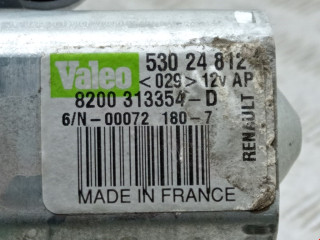 Valeo
530 24 812
<029> 12v AP
8200 313354-D
6/N-00072 180-7
RENAULT
MADE IN FRANCE